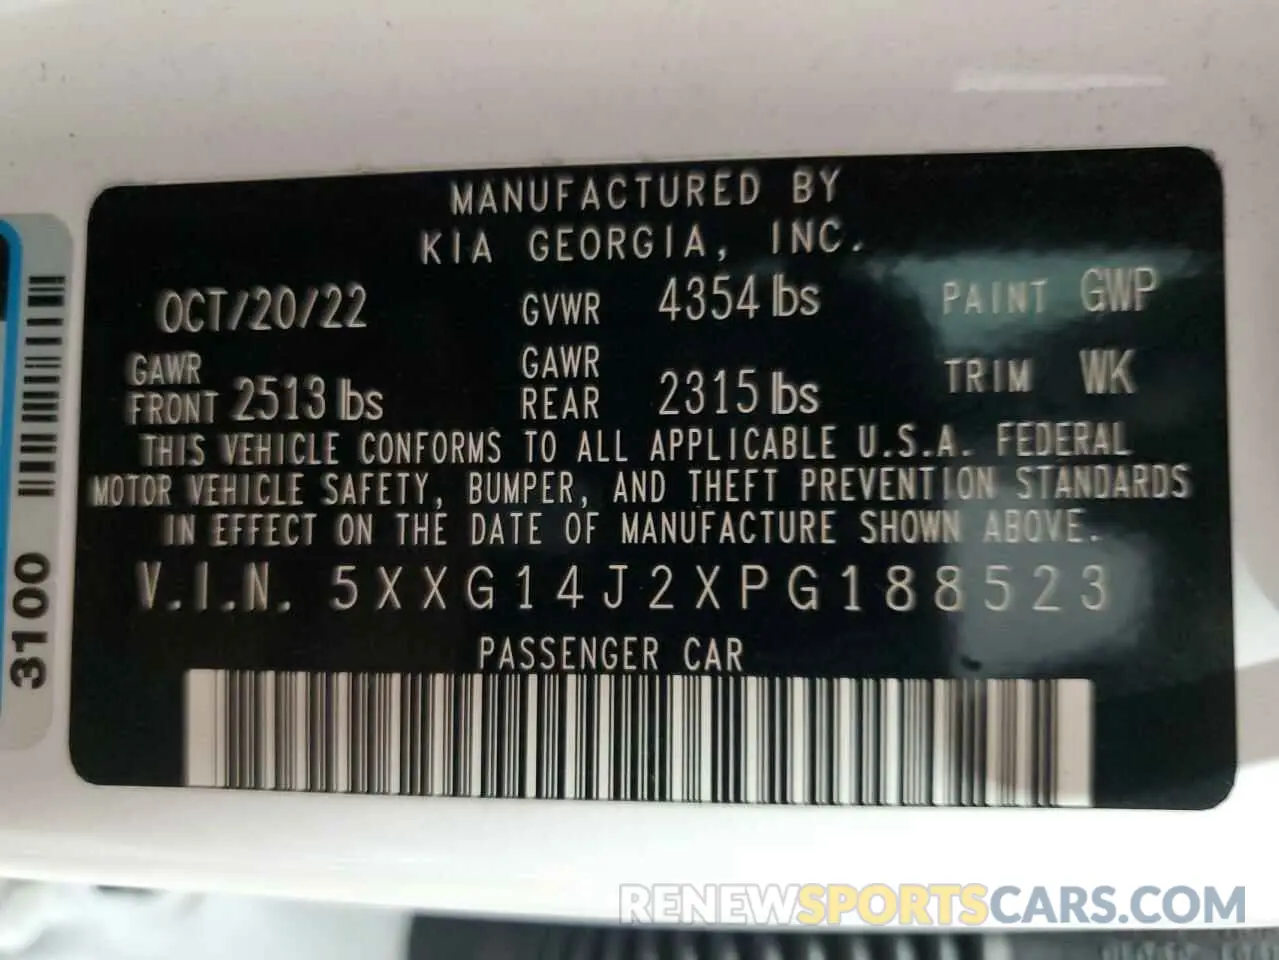 MANUFACTURED BY
KIA GEORGIA, INC.
OCT/20/22 GVWR 4354 lbs PAINT GWP
GAWR FRONT 2513 lbs GAWR REAR 2315 lbs TRIM WK
THIS VEHICLE CONFORMS TO ALL APPLICABLE U.S.A. FEDERAL
MOTOR VEHICLE SAFETY, BUMPER, AND THEFT PREVENTION STANDARDS
IN EFFECT ON THE DATE OF MANUFACTURE SHOWN ABOVE.
V.I.N. 5XXG14J2XPG188523
PASSENGER CAR
3100
RENEWSPORTSCARS.COM